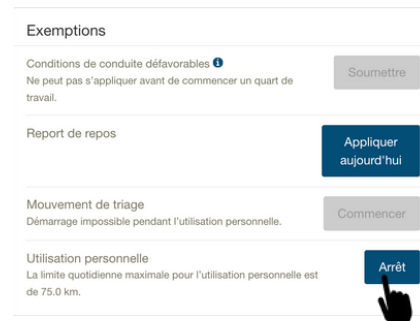 Exemptions
Conditions de conduite défavorables
Ne peut pas s'appliquer avant de commencer un quart de
travail.
Soumettre
Report de repos
Appliquer
aujourd'hui
Mouvement de triage
Démarrage impossible pendant l'utilisation personnelle.
Commencer
Utilisation personnelle
La limite quotidienne maximale pour l'utilisation personnelle est
de 75.0 km.
Arrêt